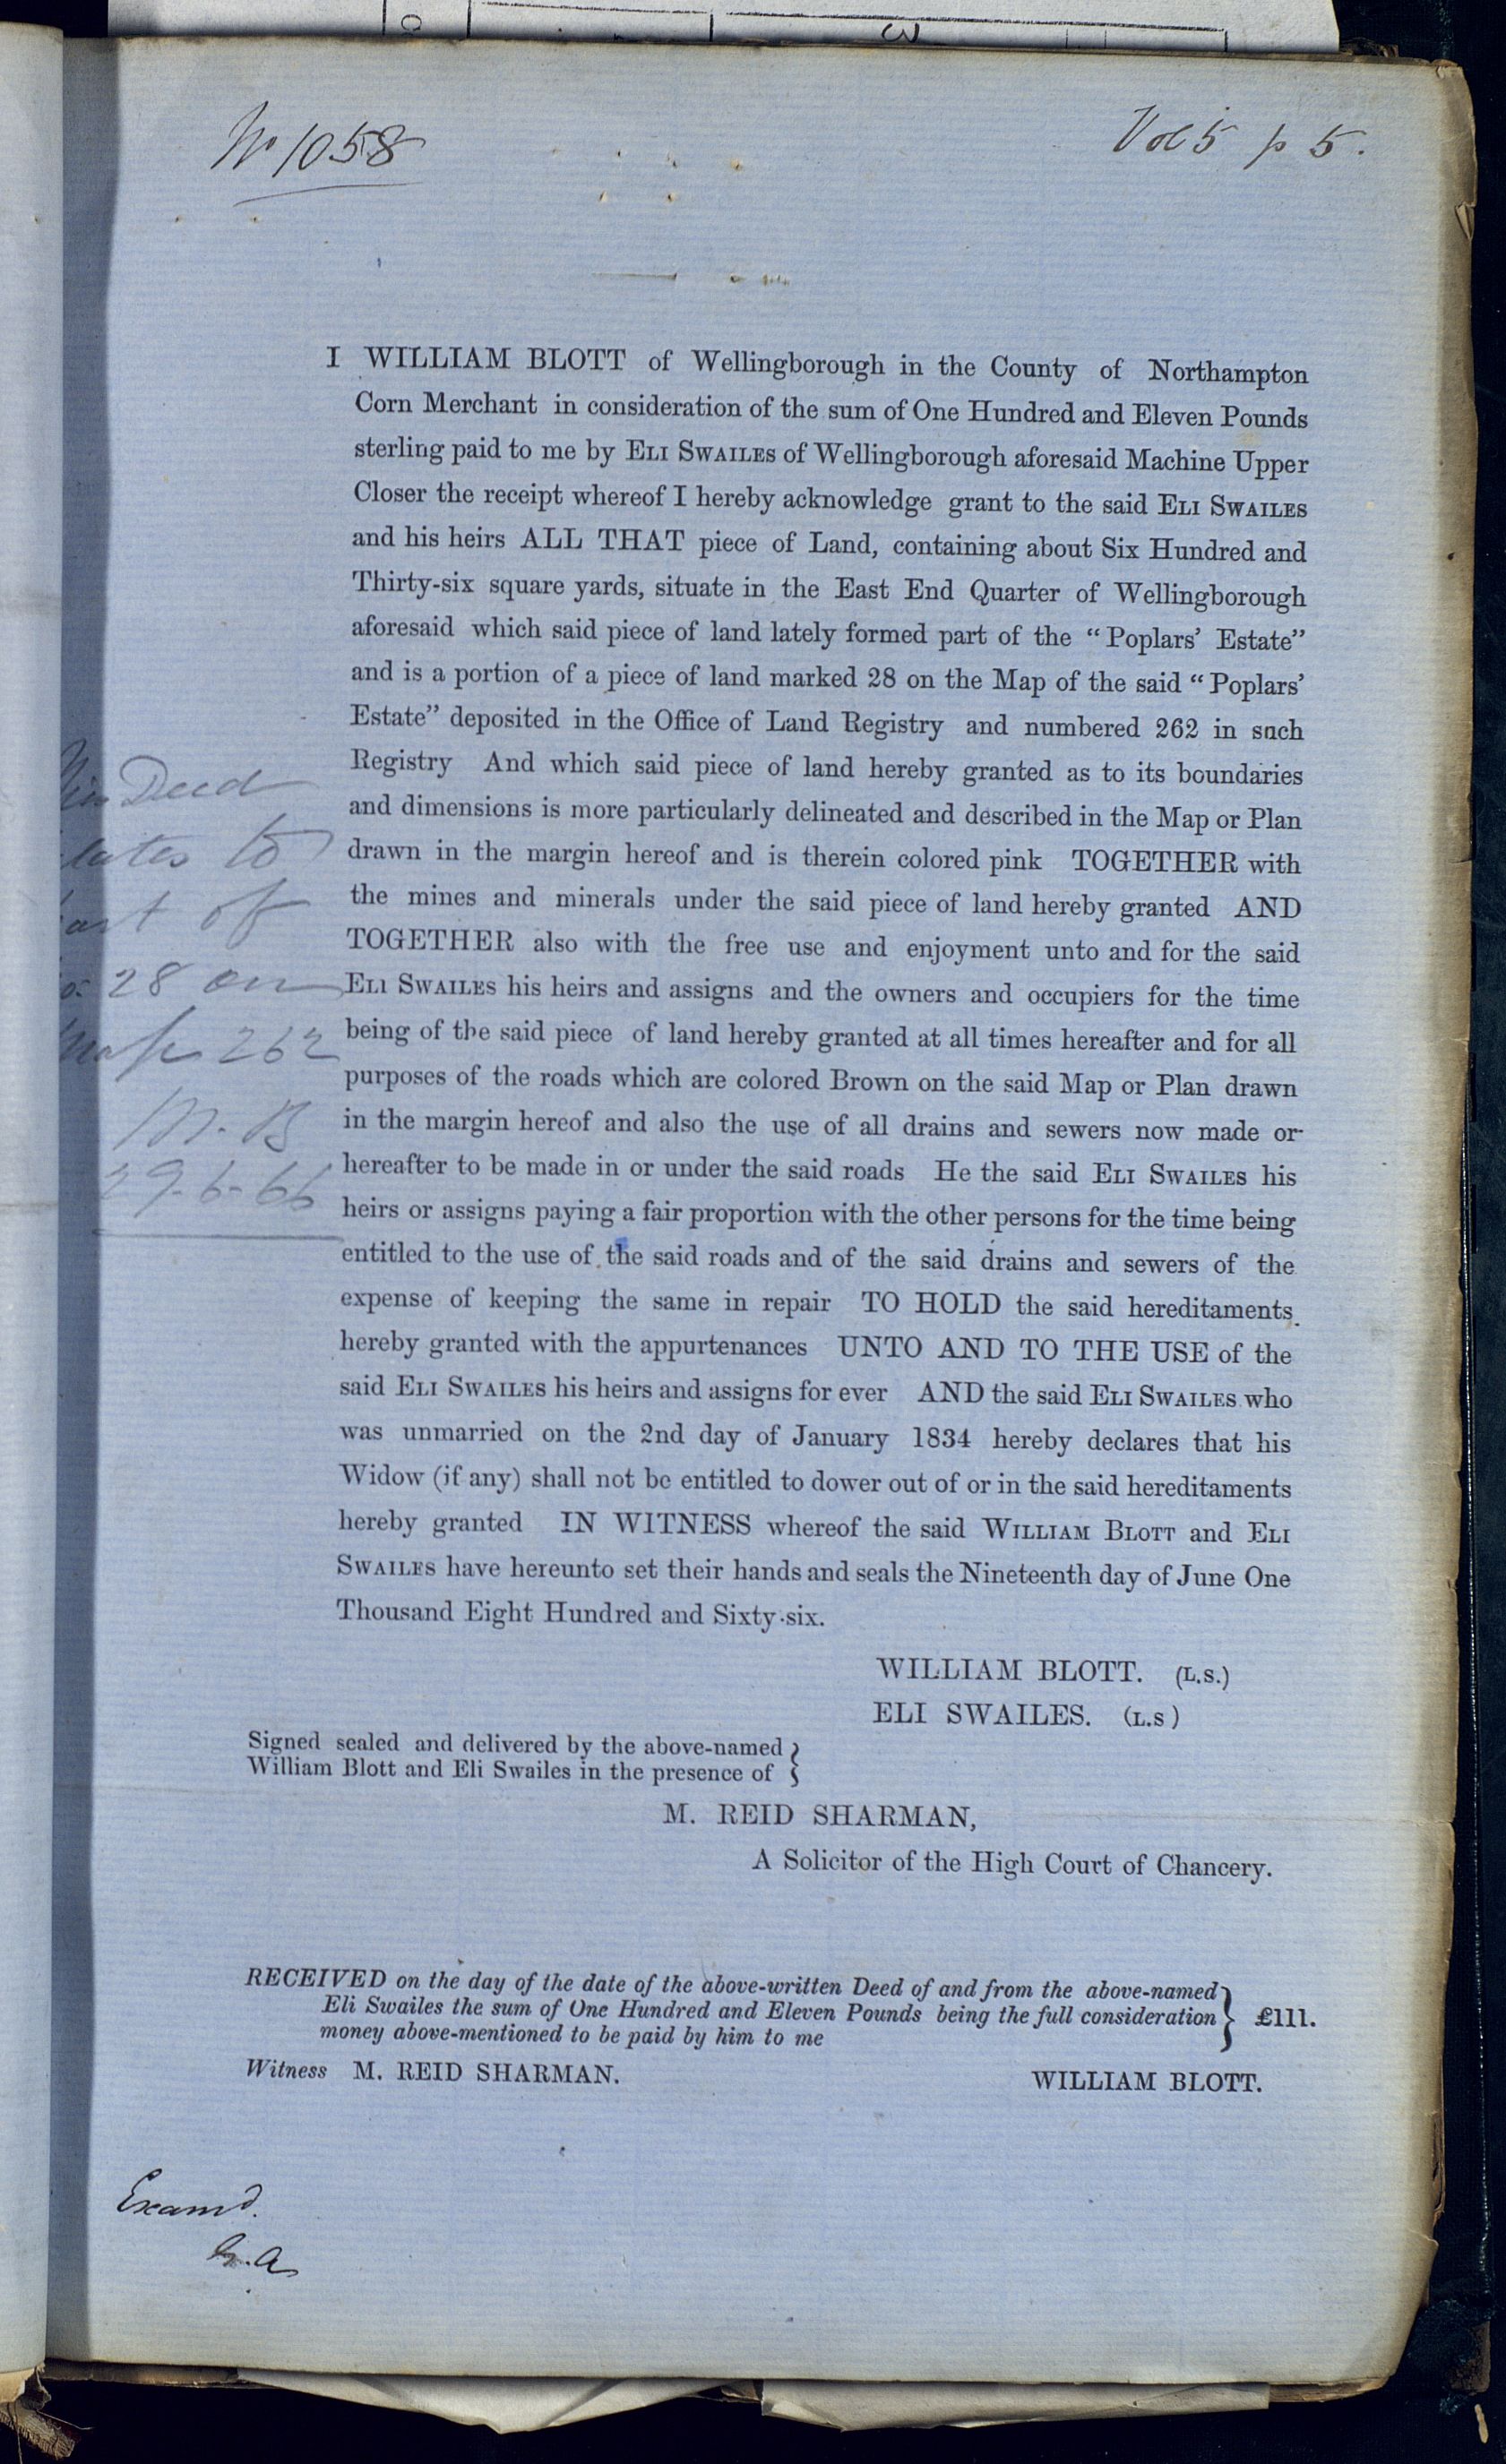 No 1058
Vol 5 p 5.
I WILLIAM BLOTT of Wellingborough in the County of Northampton
Corn Merchant in consideration of the sum of One Hundred and Eleven Pounds
sterling paid to me by ELI SWAILES of Wellingborough aforesaid Machine Upper
Closer the receipt whereof I hereby acknowledge grant to the said ELI SWAILES
and his heirs ALL THAT piece of Land, containing about Six Hundred and
Thirty-six square yards, situate in the East End Quarter of Wellingborough
aforesaid which said piece of land lately formed part of the "Poplars' Estate"
and is a portion of a piece of land marked 28 on the Map of the said "Poplars'
Estate" deposited in the Office of Land Registry and numbered 262 in such
Registry And which said piece of land hereby granted as to its boundaries
and dimensions is more particularly delineated and described in the Map or Plan
drawn in the margin hereof and is therein colored pink TOGETHER with
the mines and minerals under the said piece of land hereby granted AND
TOGETHER also with the free use and enjoyment unto and for the said
ELI SWAILES his heirs and assigns and the owners and occupiers for the time
being of the said piece of land hereby granted at all times hereafter and for all
purposes of the roads which are colored Brown on the said Map or Plan drawn
in the margin hereof and also the use of all drains and sewers now made or
hereafter to be made in or under the said roads He the said ELI SWAILES his
heirs or assigns paying a fair proportion with the other persons for the time being
entitled to the use of the said roads and of the said drains and sewers of the
expense of keeping the same in repair TO HOLD the said hereditaments
hereby granted with the appurtenances UNTO AND TO THE USE of the
said ELI SWAILES his heirs and assigns for ever AND the said ELI SWAILES who
was unmarried on the 2nd day of January 1834 hereby declares that his
Widow (if any) shall not be entitled to dower out of or in the said hereditaments
hereby granted IN WITNESS whereof the said WILLIAM BLOTT and ELI
SWAILES have hereunto set their hands and seals the Nineteenth day of June One
Thousand Eight Hundred and Sixty-six.
Deed
to
of
28 on
262
M. B
29-6-66
WILLIAM BLOTT. (L.S.)
ELI SWAILES. (L.S)
Signed sealed and delivered by the above-named
William Blott and Eli Swailes in the presence of
M. REID SHARMAN,
A Solicitor of the High Court of Chancery.
RECEIVED on the day of the date of the above-written Deed of and from the above-named
Eli Swailes the sum of One Hundred and Eleven Pounds being the full consideration
money above-mentioned to be paid by him to me
£111.
Witness M. REID SHARMAN.
WILLIAM BLOTT.
Examd.